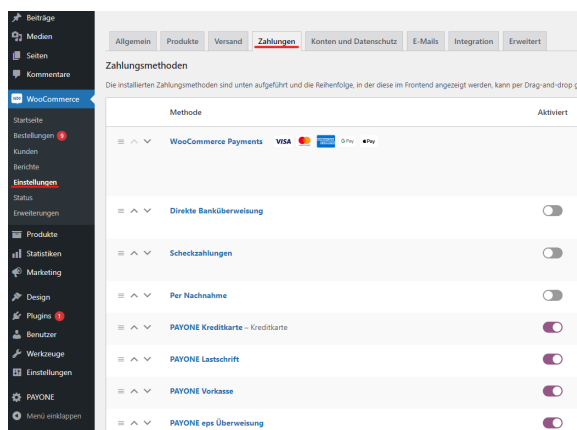 Beiträge
Medien
Seiten
Kommentare
WooCommerce
Startseite
Bestellungen 9
Kunden
Berichte
Einstellungen
Status
Erweiterungen
Produkte
Statistiken
Marketing
Design
Plugins 1
Benutzer
Werkzeuge
Einstellungen
PAYONE
Menü einklappen
Allgemein Produkte Versand Zahlungen Konten und Datenschutz E-Mails Integration Erweitert
Zahlungsmethoden
Die installierten Zahlungsmethoden sind unten aufgeführt und die Reihenfolge, in der diese im Frontend angezeigt werden, kann per Drag-and-drop g
Methode Aktiviert
WooCommerce Payments VISA G Pay Pay
Direkte Banküberweisung
Scheckzahlungen
Per Nachnahme
PAYONE Kreditkarte – Kreditkarte
PAYONE Lastschrift
PAYONE Vorkasse
PAYONE eps Überweisung